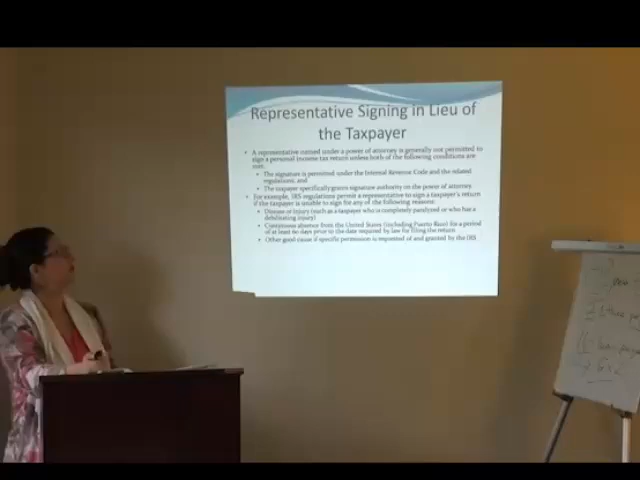 Representative Signing in Lieu of
the Taxpayer
• A representative named under a power of attorney is generally not permitted to
sign a personal income tax return unless both of the following conditions are
met:
• The signature is permitted under the Internal Revenue Code and the related
regulations, and
• The taxpayer specifically grants signature authority on the power of attorney.
• For example, IRS regulations permit a representative to sign a taxpayer's return
if the taxpayer is unable to sign for any of the following reasons:
• Disease or injury (such as a taxpayer who is completely paralyzed or who has a
debilitating injury)
• Continuous absence from the United States (including Puerto Rico) for a period
of at least 60 days prior to the date required by law for filing the return
• Other good cause if specific permission is requested of and granted by the IRS